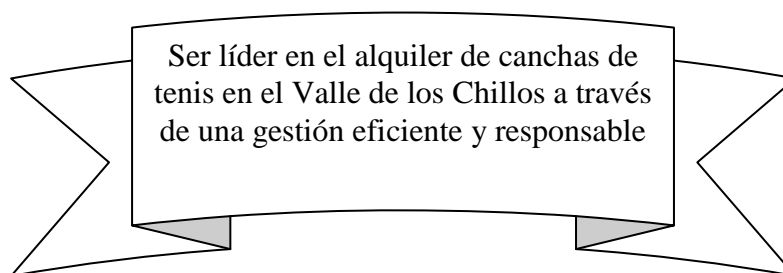 Ser líder en el alquiler de canchas de
tenis en el Valle de los Chillos a través
de una gestión eficiente y responsable